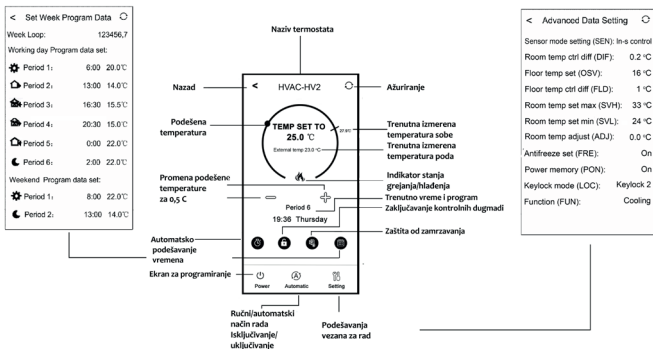 < Set Week Program Data
Week Loop: 123456,7
Working day Program data set:
Period 1: 6:00 20.0℃
Period 2: 13:00 14.0℃
Period 3: 16:30 15.5℃
Period 4: 20:30 15.0℃
Period 5: 0:00 22.0℃
Period 6: 2:00 22.0℃
Weekend Program data set:
Period 1: 8:00 22.0℃
Period 2: 13:00 14.0℃
Naziv termostata
Nazad
< HVAC-HV2
Ažuriranje
Podešena
temperatura
TEMP SET TO
25.0 ℃
External temp 23.0 ℃
27.5℃
Trenutna izmerena
temperatura sobe
Trenutna izmerena
temperatura poda
Promena podešene
temperature
za 0,5 C
Indikator stanja
grejanja/hlađenja
Period 6
Trenutno vreme i program
19:36 Thursday
Zaključavanje kontrolnih dugmadi
Zaštita od zamrzavanja
Automatsko
podešavanje
vremena
Ekran za programiranje
Power
Automatic
Setting
Ručni/automatski
način rada
Isključivanje/
uključivanje
Podešavanja
vezana za rad
< Advanced Data Setting
Sensor mode setting (SEN): In-s control
Room temp ctrl diff (DIF): 0.2 ℃
Floor temp set (OSV): 16 ℃
Floor temp ctrl diff (FLD): 1 ℃
Room temp set max (SVH): 33 ℃
Room temp set min (SVL): 24 ℃
Room temp adjust (ADJ): 0.0 ℃
Antifreeze set (FRE): On
Power memory (PON): On
Keylock mode (LOC): Keylock 2
Function (FUN): Cooling